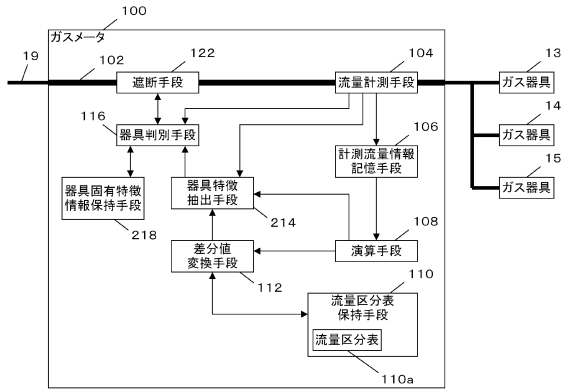 100
ガスメータ
19
102
122
遮断手段
104
流量計測手段
13
ガス器具
14
ガス器具
15
ガス器具
116
器具判別手段
106
計測流量情報
記憶手段
器具固有特徴
情報保持手段
218
器具特徴
抽出手段
214
108
演算手段
差分値
変換手段
112
110
流量区分表
保持手段
流量区分表
110a